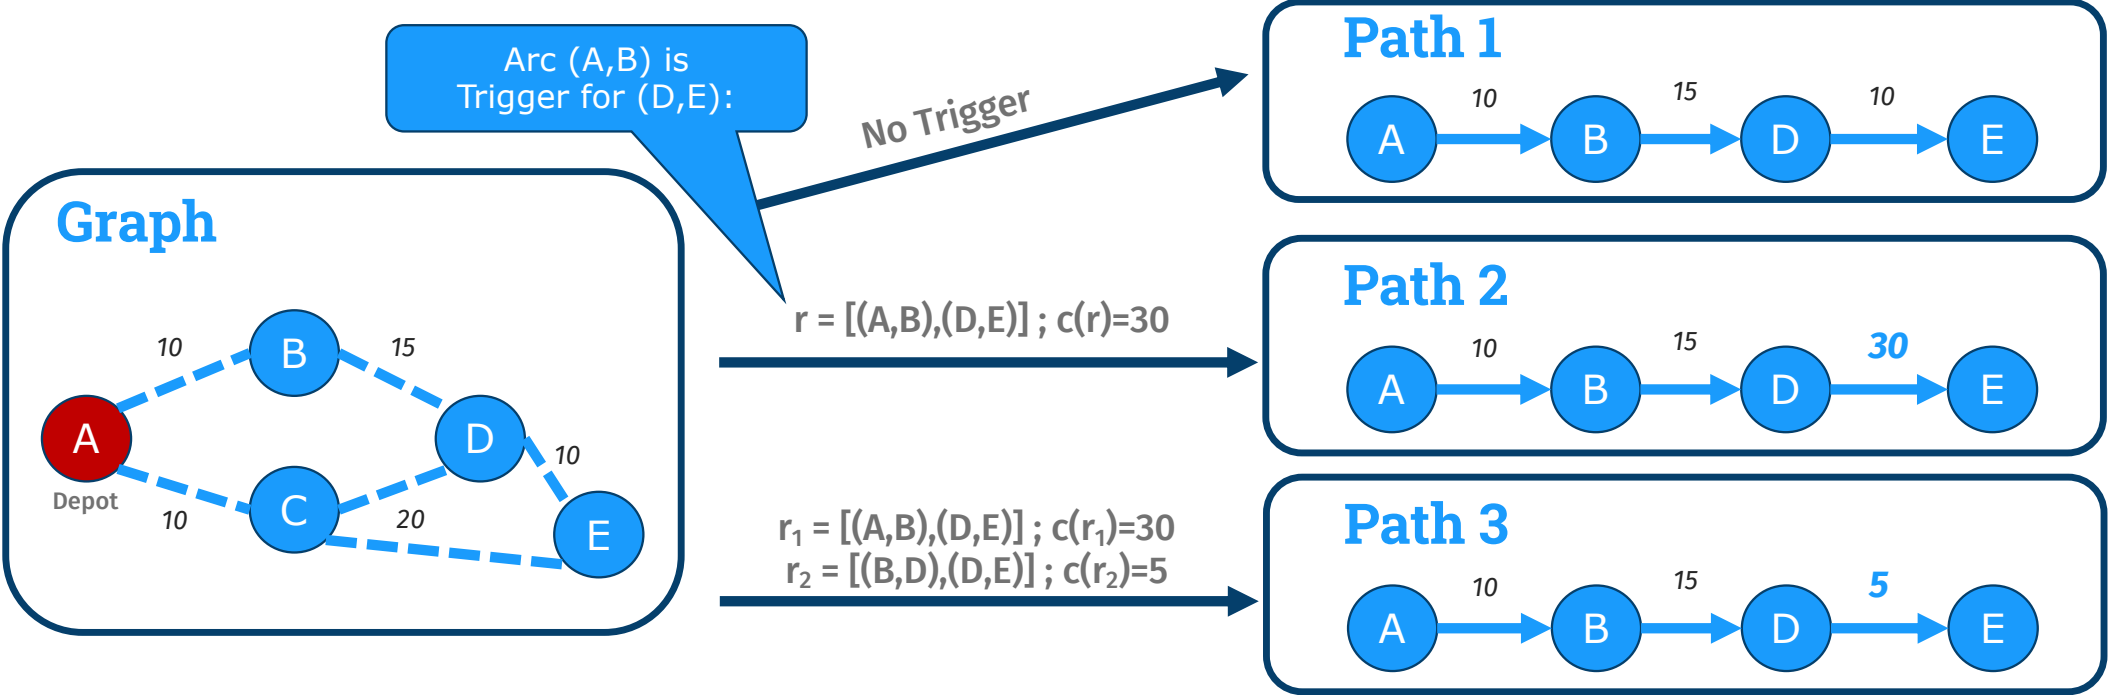 Arc (A,B) is
Trigger for (D,E):
No Trigger
Graph
10
15
B
A
D
10
Depot
C
10
20
E
r = [(A,B),(D,E)] ; c(r)=30
r₁ = [(A,B),(D,E)] ; c(r₁)=30
r₂ = [(B,D),(D,E)] ; c(r₂)=5
Path 1
10 15 10
A B D E
Path 2
10 15 30
A B D E
Path 3
10 15 5
A B D E